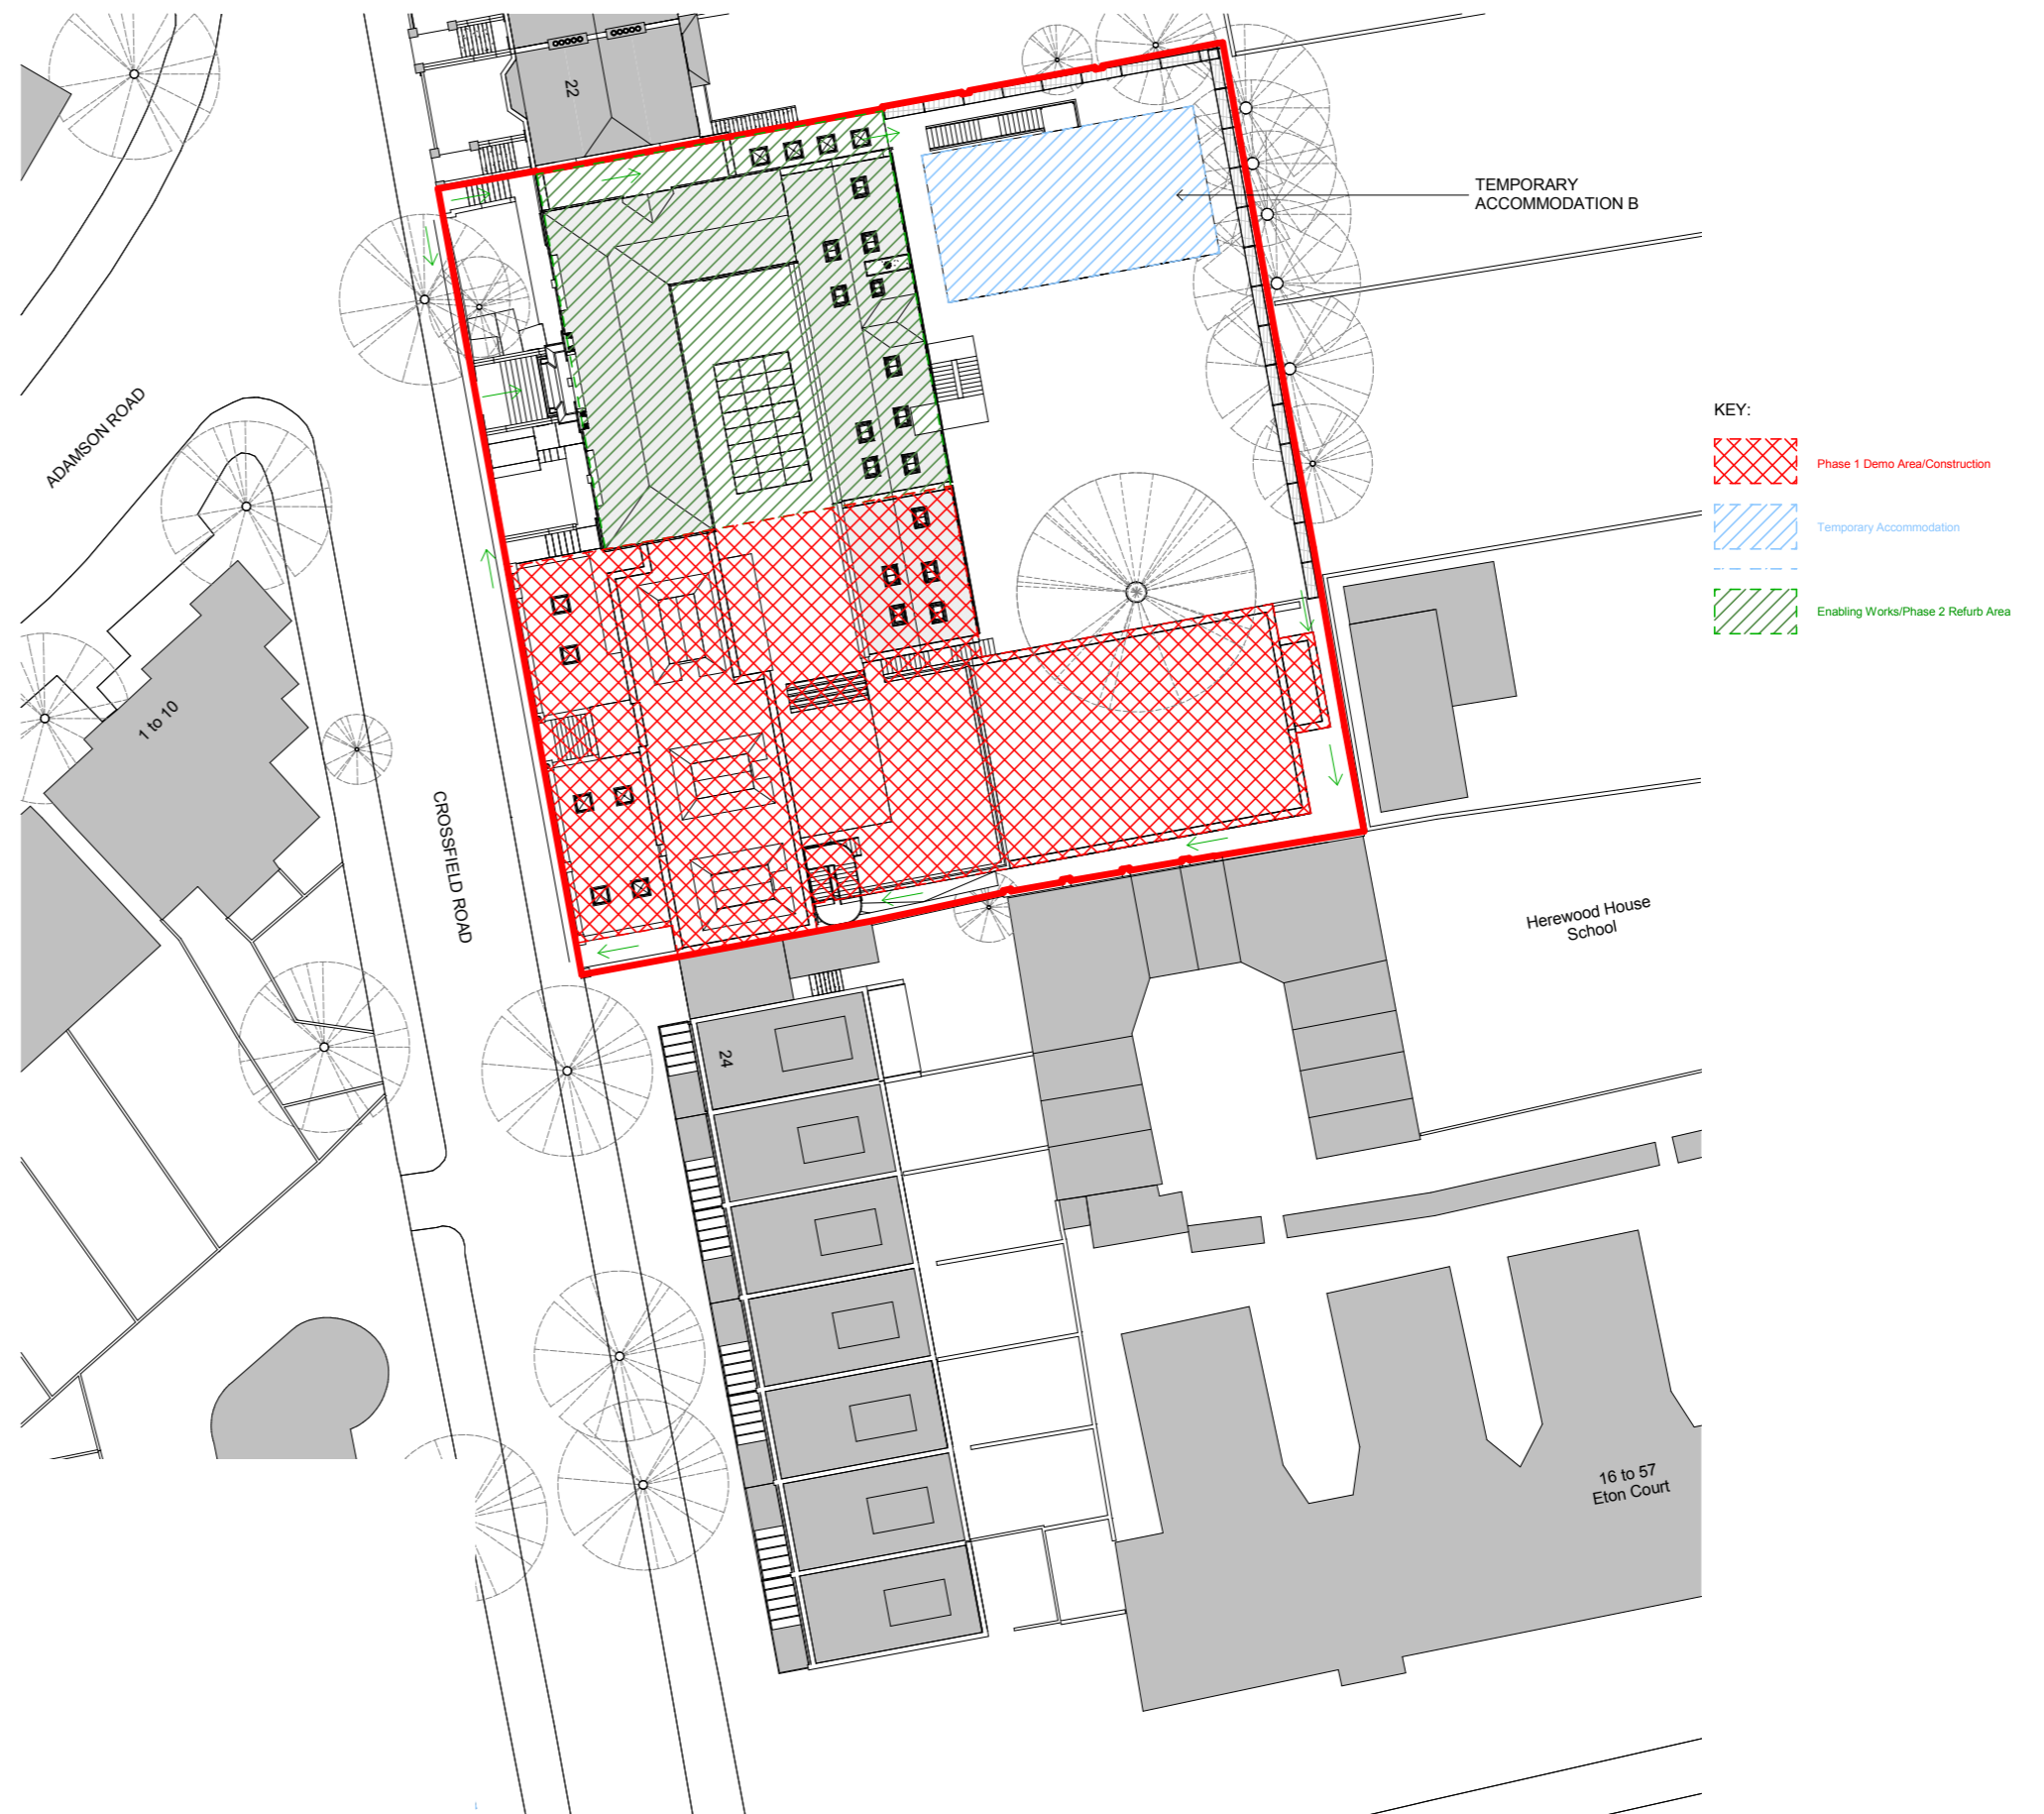 22
TEMPORARY
ACCOMMODATION B
ADAMSON ROAD
KEY:
Phase 1 Demo Area/Construction
Temporary Accommodation
Enabling Works/Phase 2 Refurb Area
1 to 10
CROSSFIELD ROAD
Herewood House
School
24
16 to 57
Eton Court